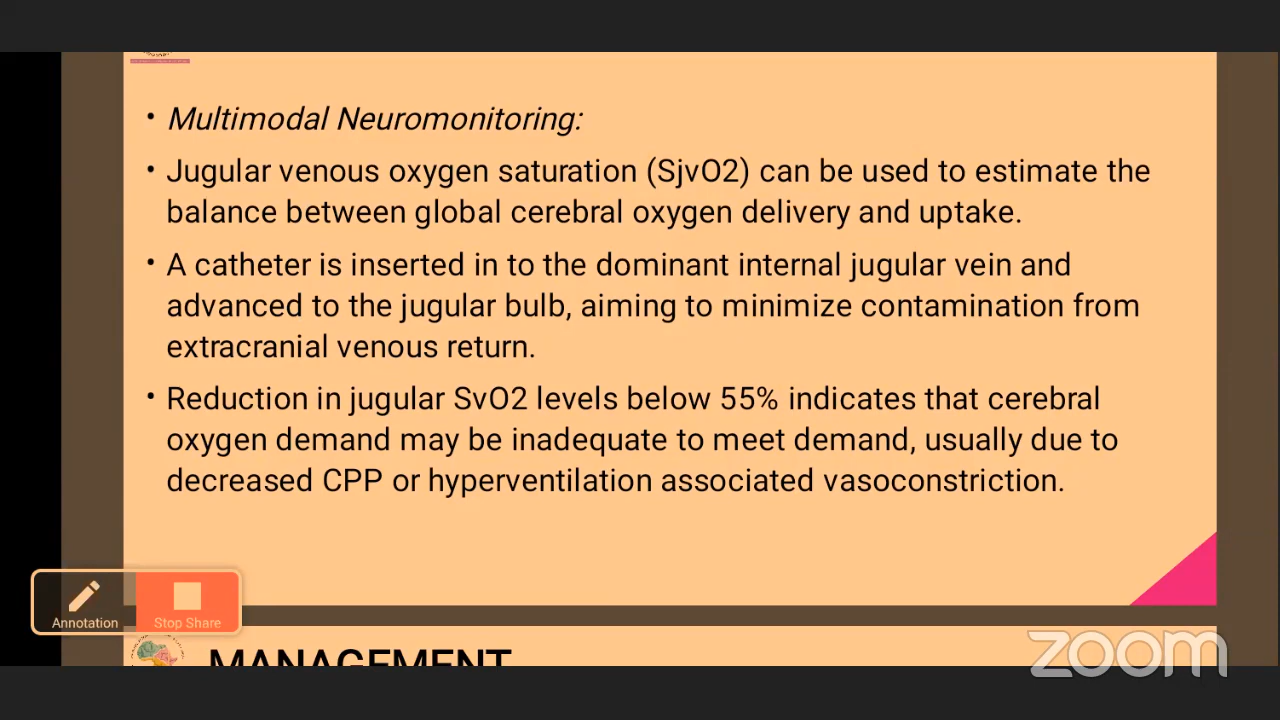 • Multimodal Neuromonitoring:
• Jugular venous oxygen saturation (SjvO2) can be used to estimate the
balance between global cerebral oxygen delivery and uptake.
• A catheter is inserted in to the dominant internal jugular vein and
advanced to the jugular bulb, aiming to minimize contamination from
extracranial venous return.
• Reduction in jugular SvO2 levels below 55% indicates that cerebral
oxygen demand may be inadequate to meet demand, usually due to
decreased CPP or hyperventilation associated vasoconstriction.
Annotation
Stop Share
MANAGEMENT
zoom